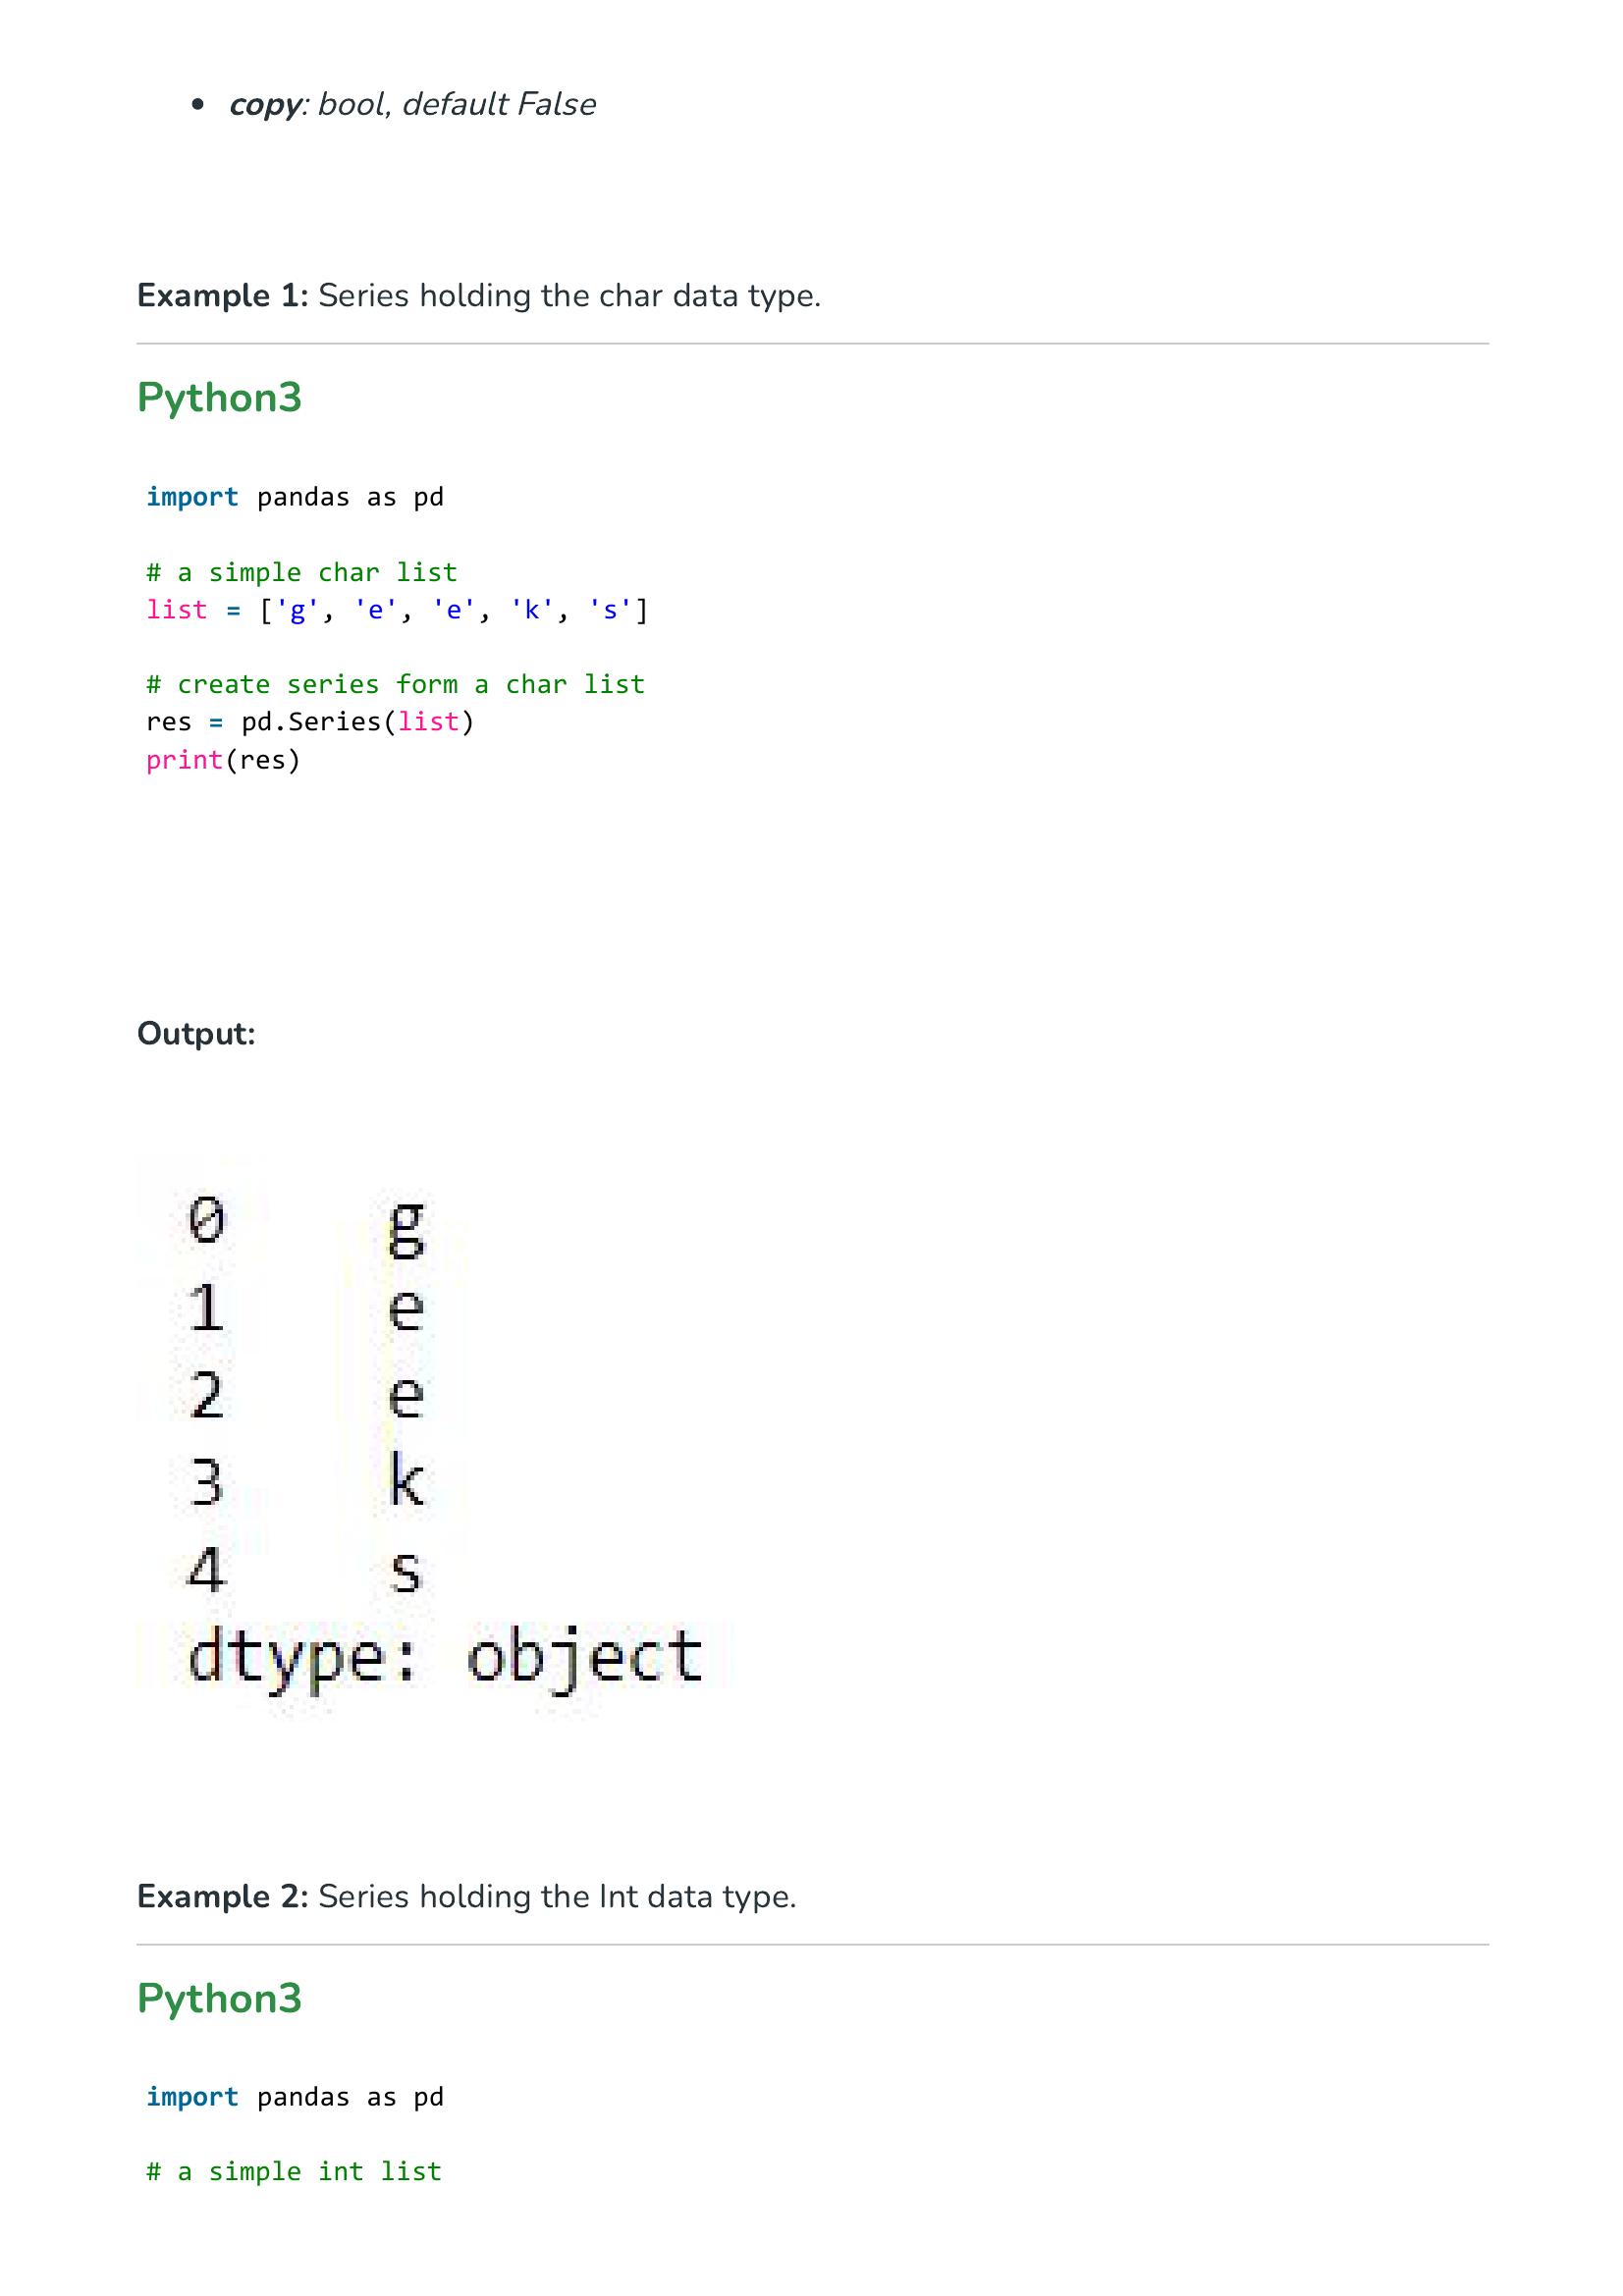 • copy: bool, default False
Example 1: Series holding the char data type.
Python3
import pandas as pd
# a simple char list
list = ['g', 'e', 'e', 'k', 's']
# create series form a char list
res = pd.Series(list)
print(res)
Output:
0 g
1 e
2 e
3 k
4 s
dtype: object
Example 2: Series holding the Int data type.
Python3
import pandas as pd
# a simple int list